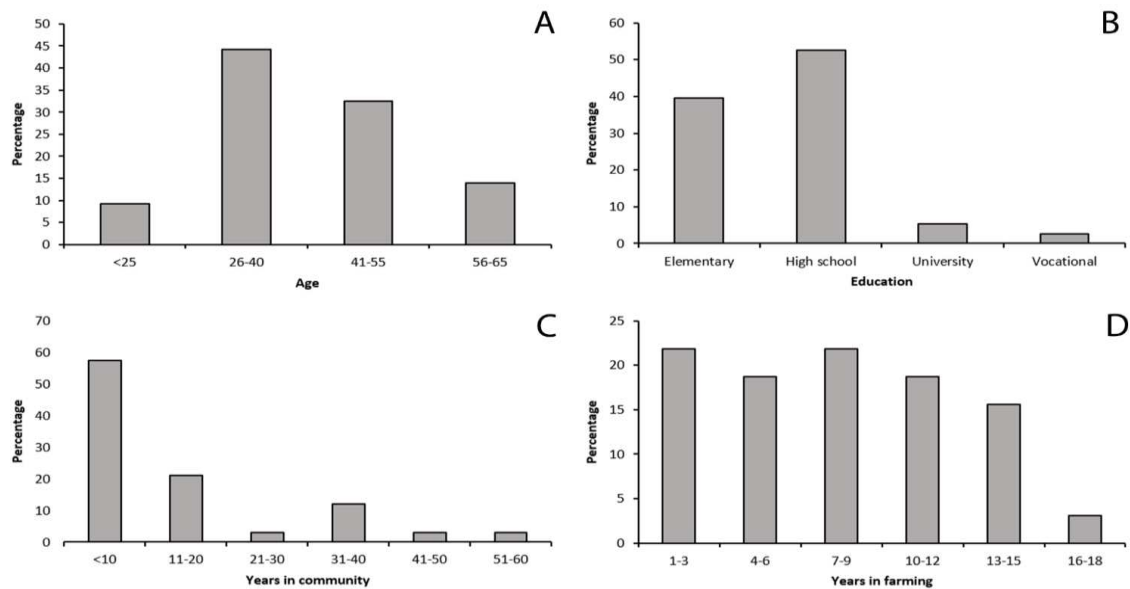 A
50
45
40
35
30
25
20
15
10
5
0
Percentage
<25 26-40 41-55 56-65
Age
B
60
50
40
30
20
10
0
Percentage
Elementary High school University Vocational
Education
C
70
60
50
40
30
20
10
0
Percentage
<10 11-20 21-30 31-40 41-50 51-60
Years in community
D
25
20
15
10
5
0
Percentage
1-3 4-6 7-9 10-12 13-15 16-18
Years in farming